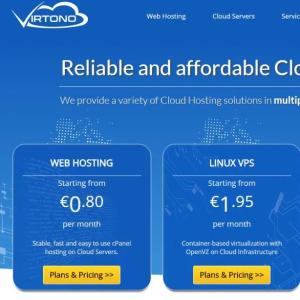 VIRTONO
Web Hosting Cloud Servers Servic
Reliable and affordable Clo
We provide a variety of Cloud Hosting solutions in multip
WEB HOSTING
Starting from
€0.80
per month
Stable, fast and easy to use cPanel
hosting on Cloud Servers.
Plans & Pricing >>
LINUX VPS
Starting from
€1.95
per month
Container-based virtualization with
OpenVZ on Cloud Infrastructure
Plans & Pricing >>